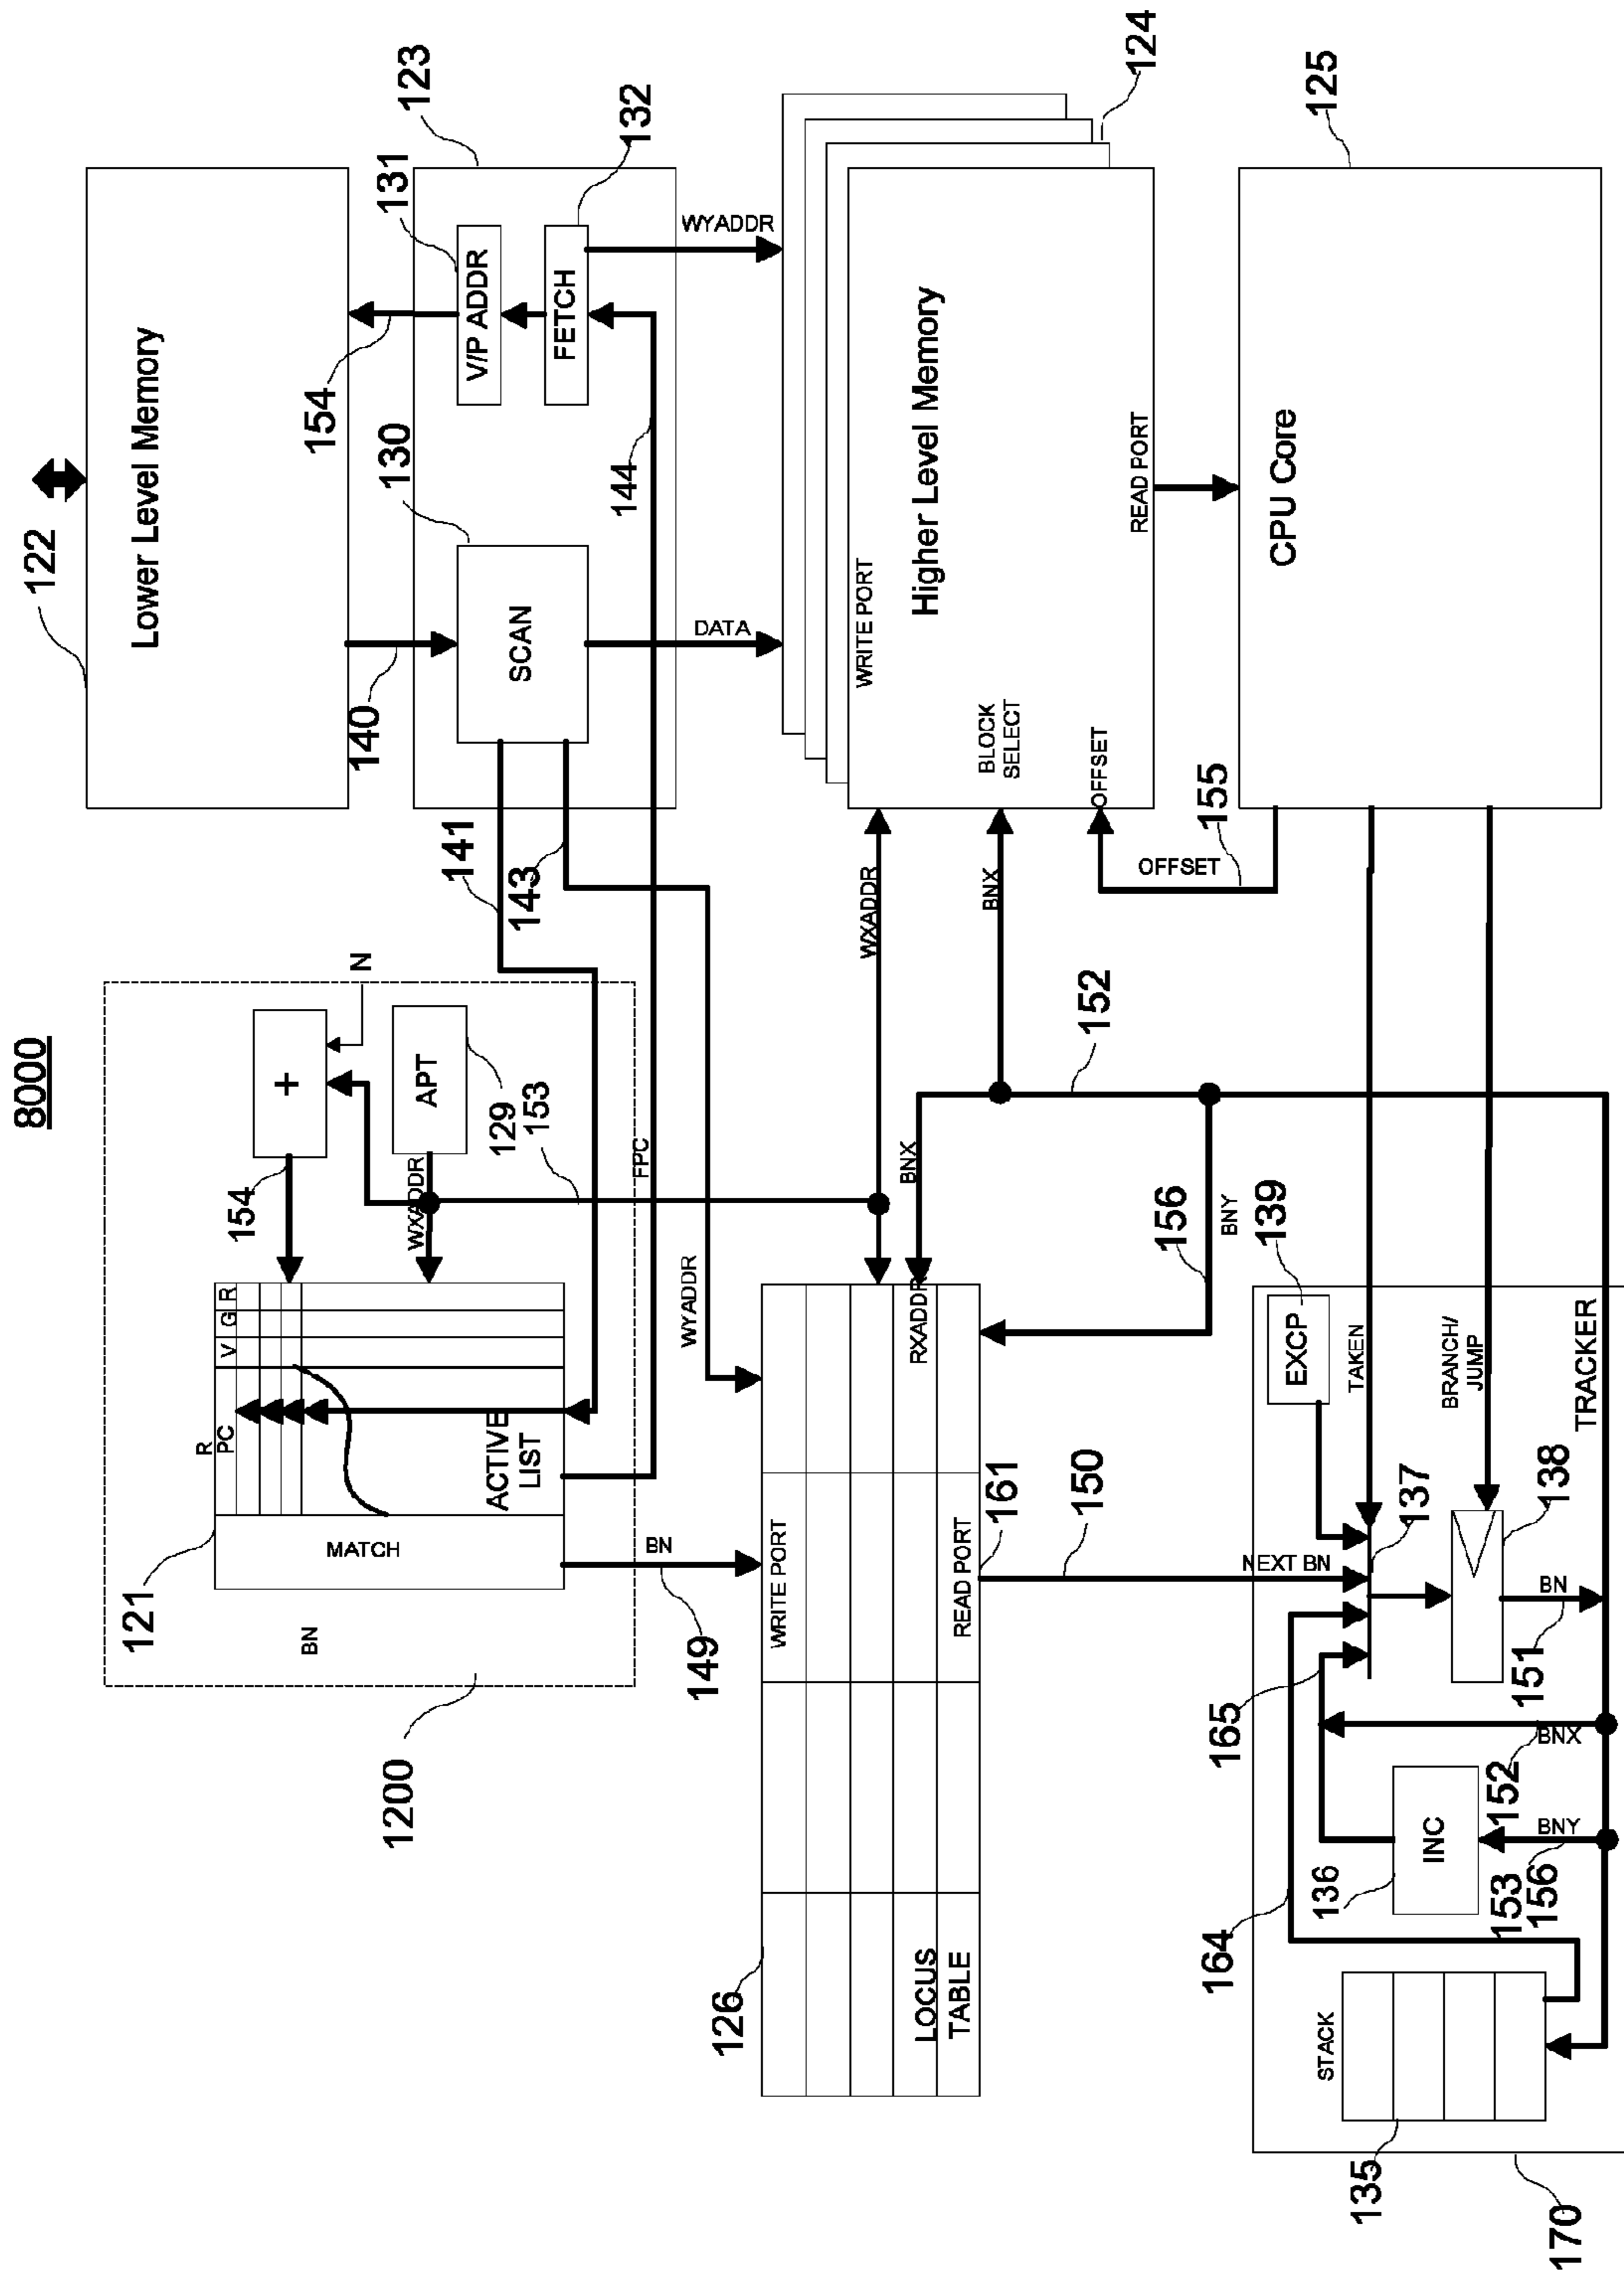 8000
122
Lower Level Memory
154
140
123
131
V/P ADDR
132
FETCH
130
SCAN
144
141
143
DATA
WYADDR
124
Higher Level Memory
WRITE PORT
BLOCK
SELECT
OFFSET
READ PORT
155
OFFSET
125
CPU Core
N
+
154
APT
129
153
WXADDR
FPC
R
PC
V
G
R
121
MATCH
ACTIVE
LIST
BN
1200
BN
149
WYADDR
WXADDR
BNX
152
BNX
156
BNY
126
WRITE PORT
RXADDR
READ PORT
161
LOCUS
TABLE
150
NEXT BN
139
EXCP
TAKEN
BRANCH/
JUMP
TRACKER
137
138
BN
151
165
BNX
152
136
INC
BNY
153
156
164
STACK
135
170